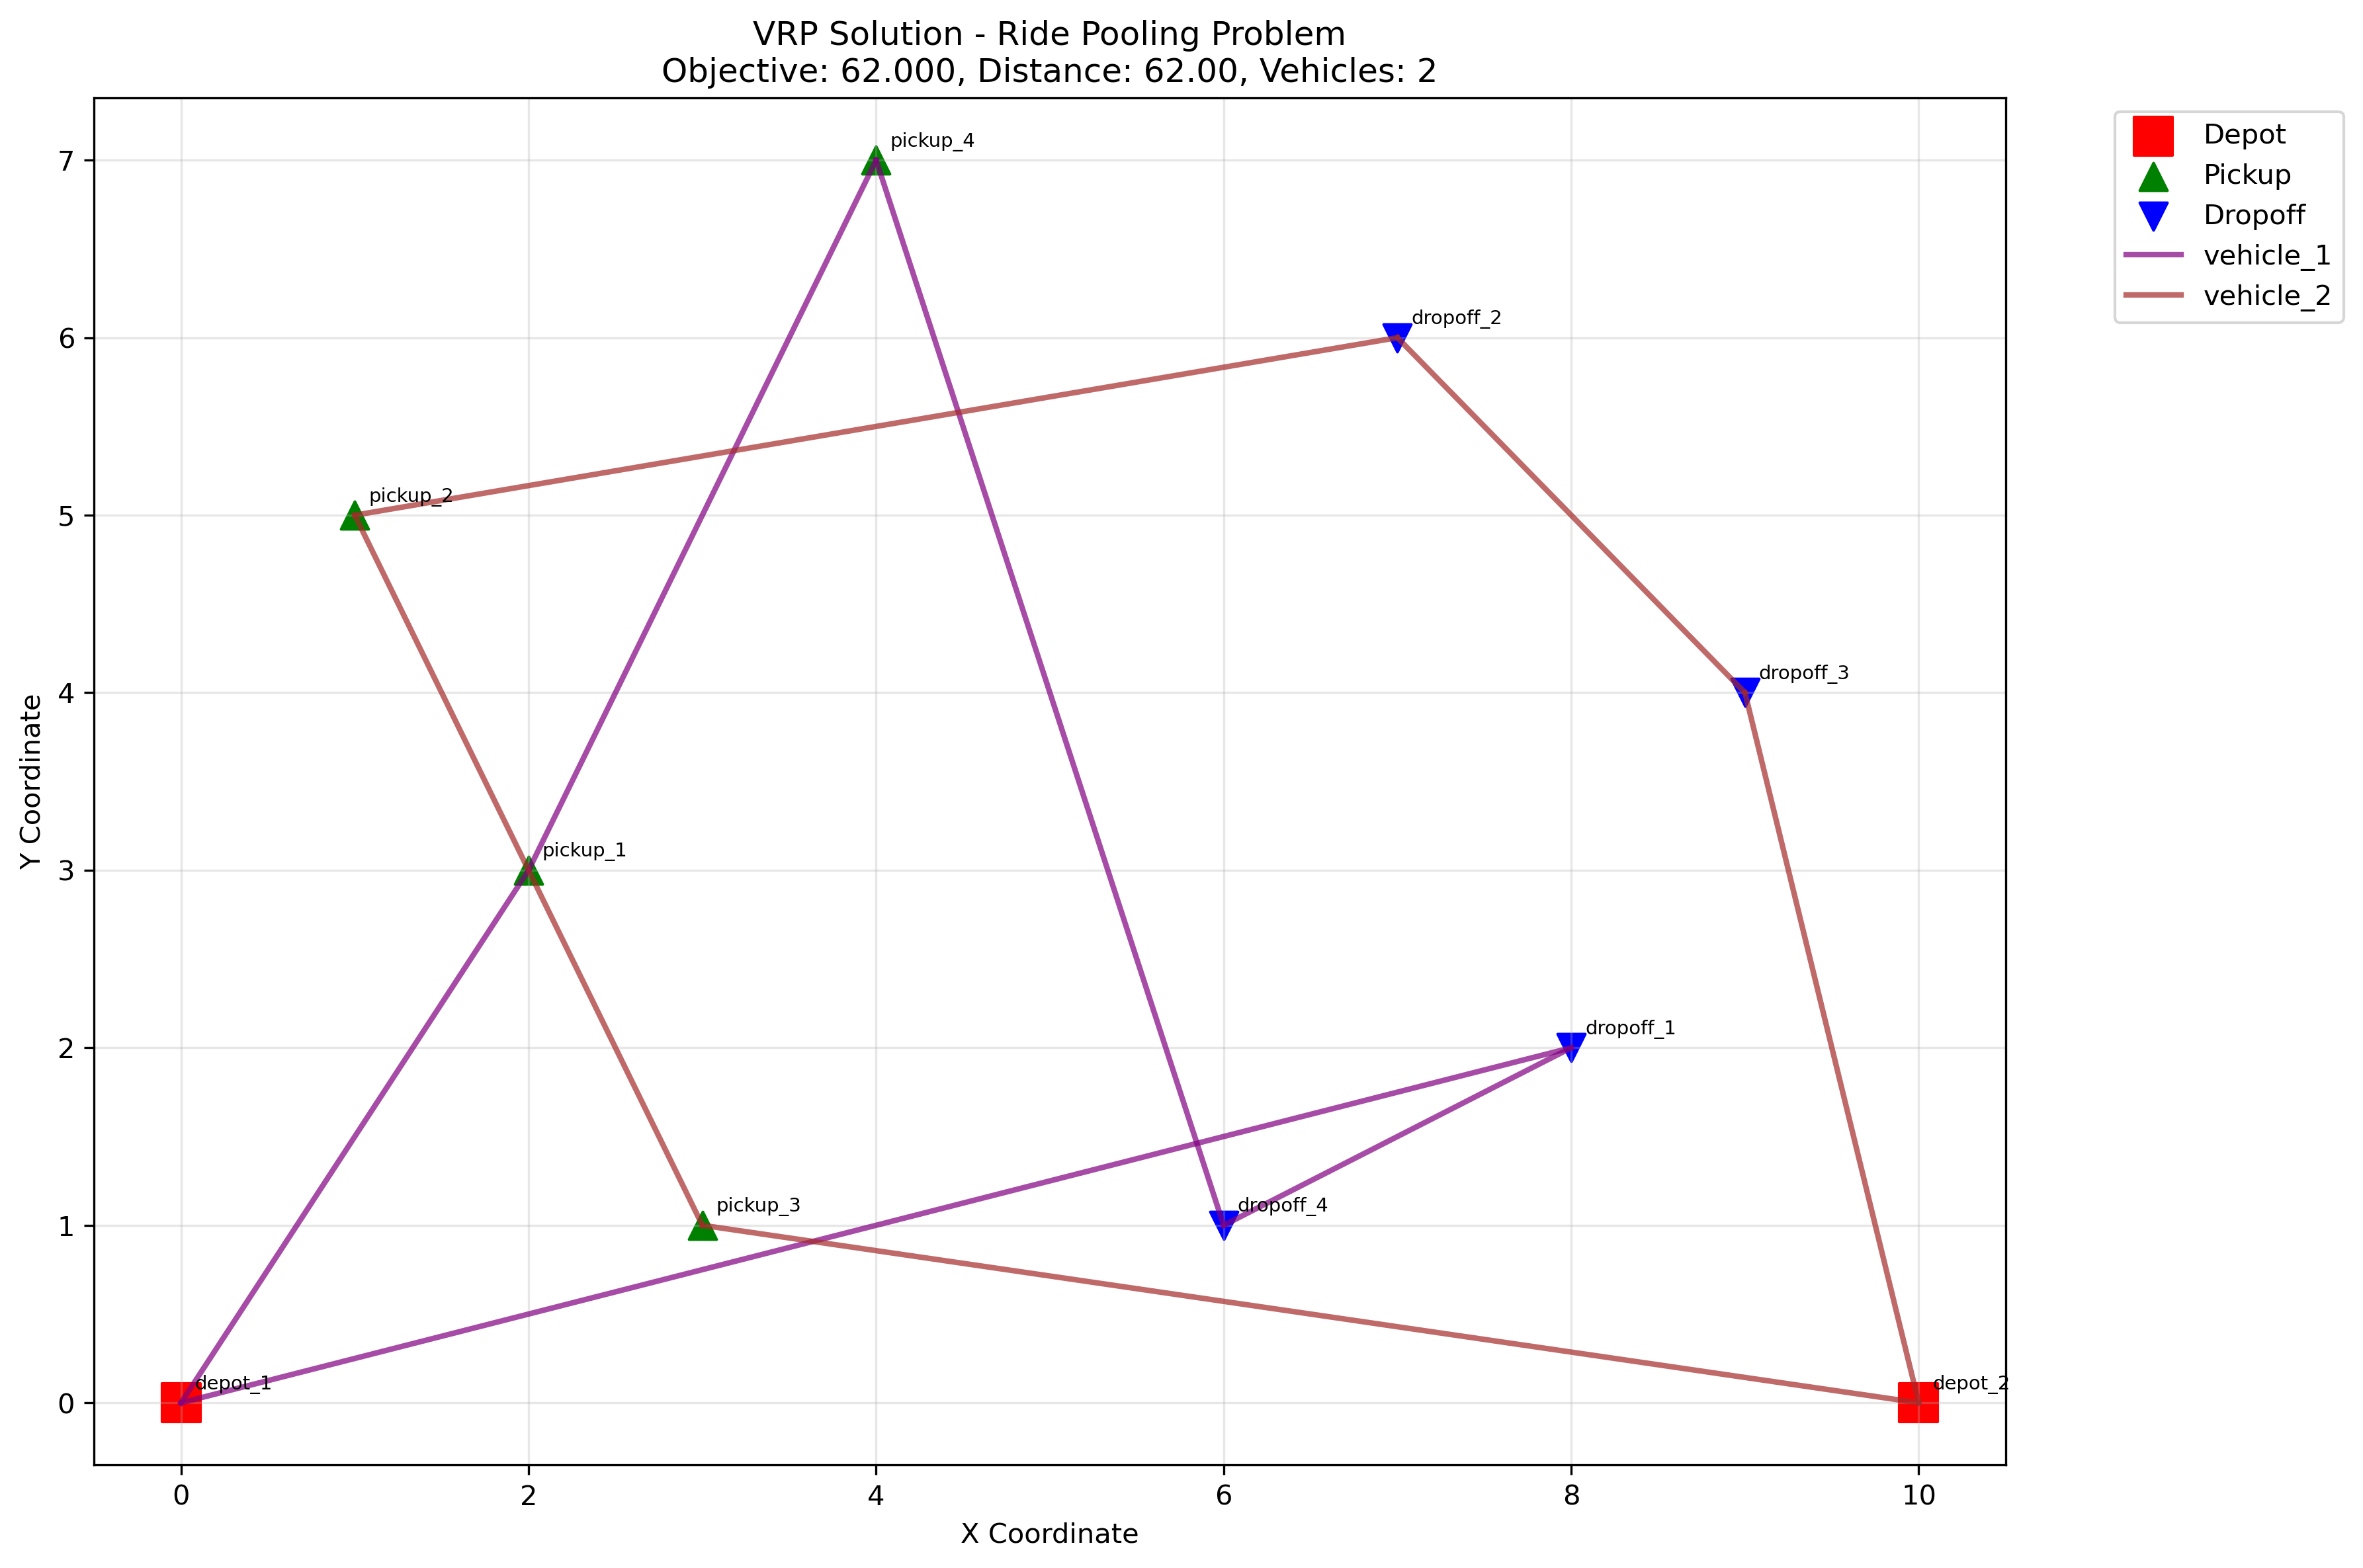 VRP Solution - Ride Pooling Problem
Objective: 62.000, Distance: 62.00, Vehicles: 2
Depot
Pickup
Dropoff
vehicle_1
vehicle_2
pickup_4
dropoff_2
pickup_2
dropoff_3
pickup_1
dropoff_1
pickup_3
dropoff_4
depot_1
depot_2
7
6
5
4
3
2
1
0
Y Coordinate
0 2 4 6 8 10
X Coordinate